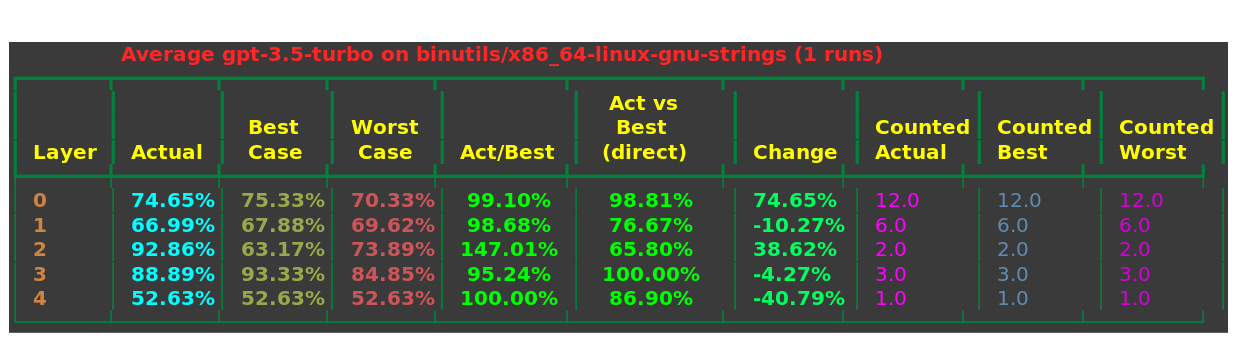 Average gpt-3.5-turbo on binutils/x86_64-linux-gnu-strings (1 runs)
Act vs
Best Worst Best Counted Counted Counted
Layer Actual Case Case Act/Best (direct) Change Actual Best Worst
0 74.65% 75.33% 70.33% 99.10% 98.81% 74.65% 12.0 12.0 12.0
1 66.99% 67.88% 69.62% 98.68% 76.67% -10.27% 6.0 6.0 6.0
2 92.86% 63.17% 73.89% 147.01% 65.80% 38.62% 2.0 2.0 2.0
3 88.89% 93.33% 84.85% 95.24% 100.00% -4.27% 3.0 3.0 3.0
4 52.63% 52.63% 52.63% 100.00% 86.90% -40.79% 1.0 1.0 1.0